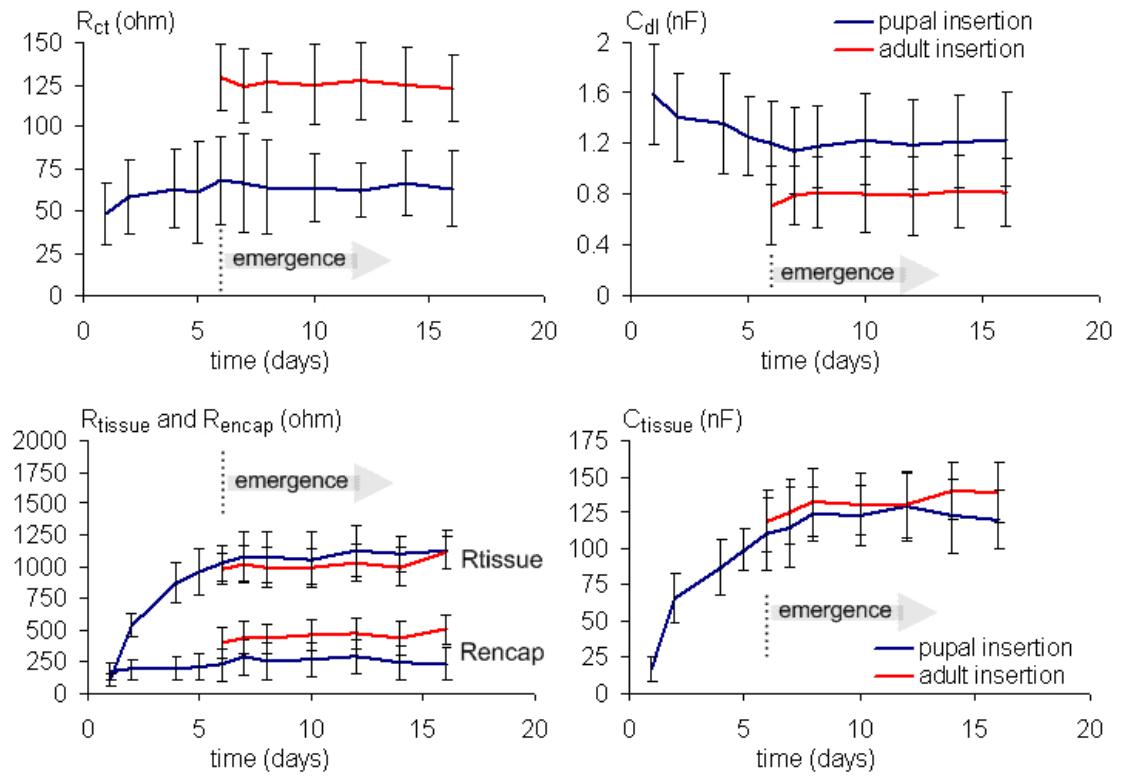 Rct (ohm)
150
125
100
75
50
25
0
emergence
0 5 10 15 20
time (days)
Cdl (nF)
pupal insertion
adult insertion
2
1.6
1.2
0.8
0.4
0
emergence
0 5 10 15 20
time (days)
Rtissue and Rencap (ohm)
2000
1750
1500
1250
1000
750
500
250
0
emergence
Rtissue
Rencap
0 5 10 15 20
time (days)
Ctissue (nF)
175
150
125
100
75
50
25
0
emergence
pupal insertion
adult insertion
0 5 10 15 20
time (days)